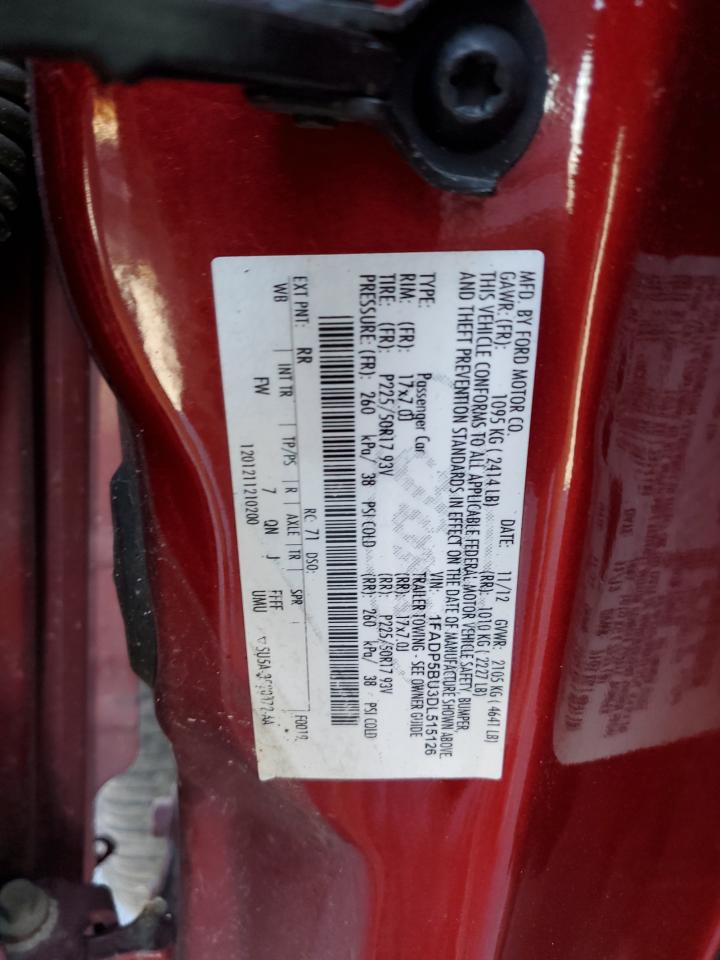 MFD. BY FORD MOTOR CO.
DATE: 11/12 GVWR: 2105 KG ( 4641 LB)
GAWR: (FR): 1095 KG ( 2414 LB) (RR): 1010 KG ( 2227 LB)
THIS VEHICLE CONFORMS TO ALL APPLICABLE FEDERAL MOTOR VEHICLE SAFETY, BUMPER,
AND THEFT PREVENTION STANDARDS IN EFFECT ON THE DATE OF MANUFACTURE SHOWN ABOVE.
VIN: 1FADP5BU3DL515126
TYPE: Passenger Car TRAILER TOWING - SEE OWNER GUIDE
RIM: (FR): 17x7.0J (RR): 17x7.0J
TIRE: (FR): P225/50R17 93V (RR): P225/50R17 93V
PRESSURE: (FR): 260 kPa/ 38 PSI COLD (RR): 260 kPa/ 38 PSI COLD
EXT PNT: RR RC: 71 DSO: F0019
WB INT TR TP/PS R AXLE TR SPR
FW 7 QN J FFFF
1201211210200 UMU